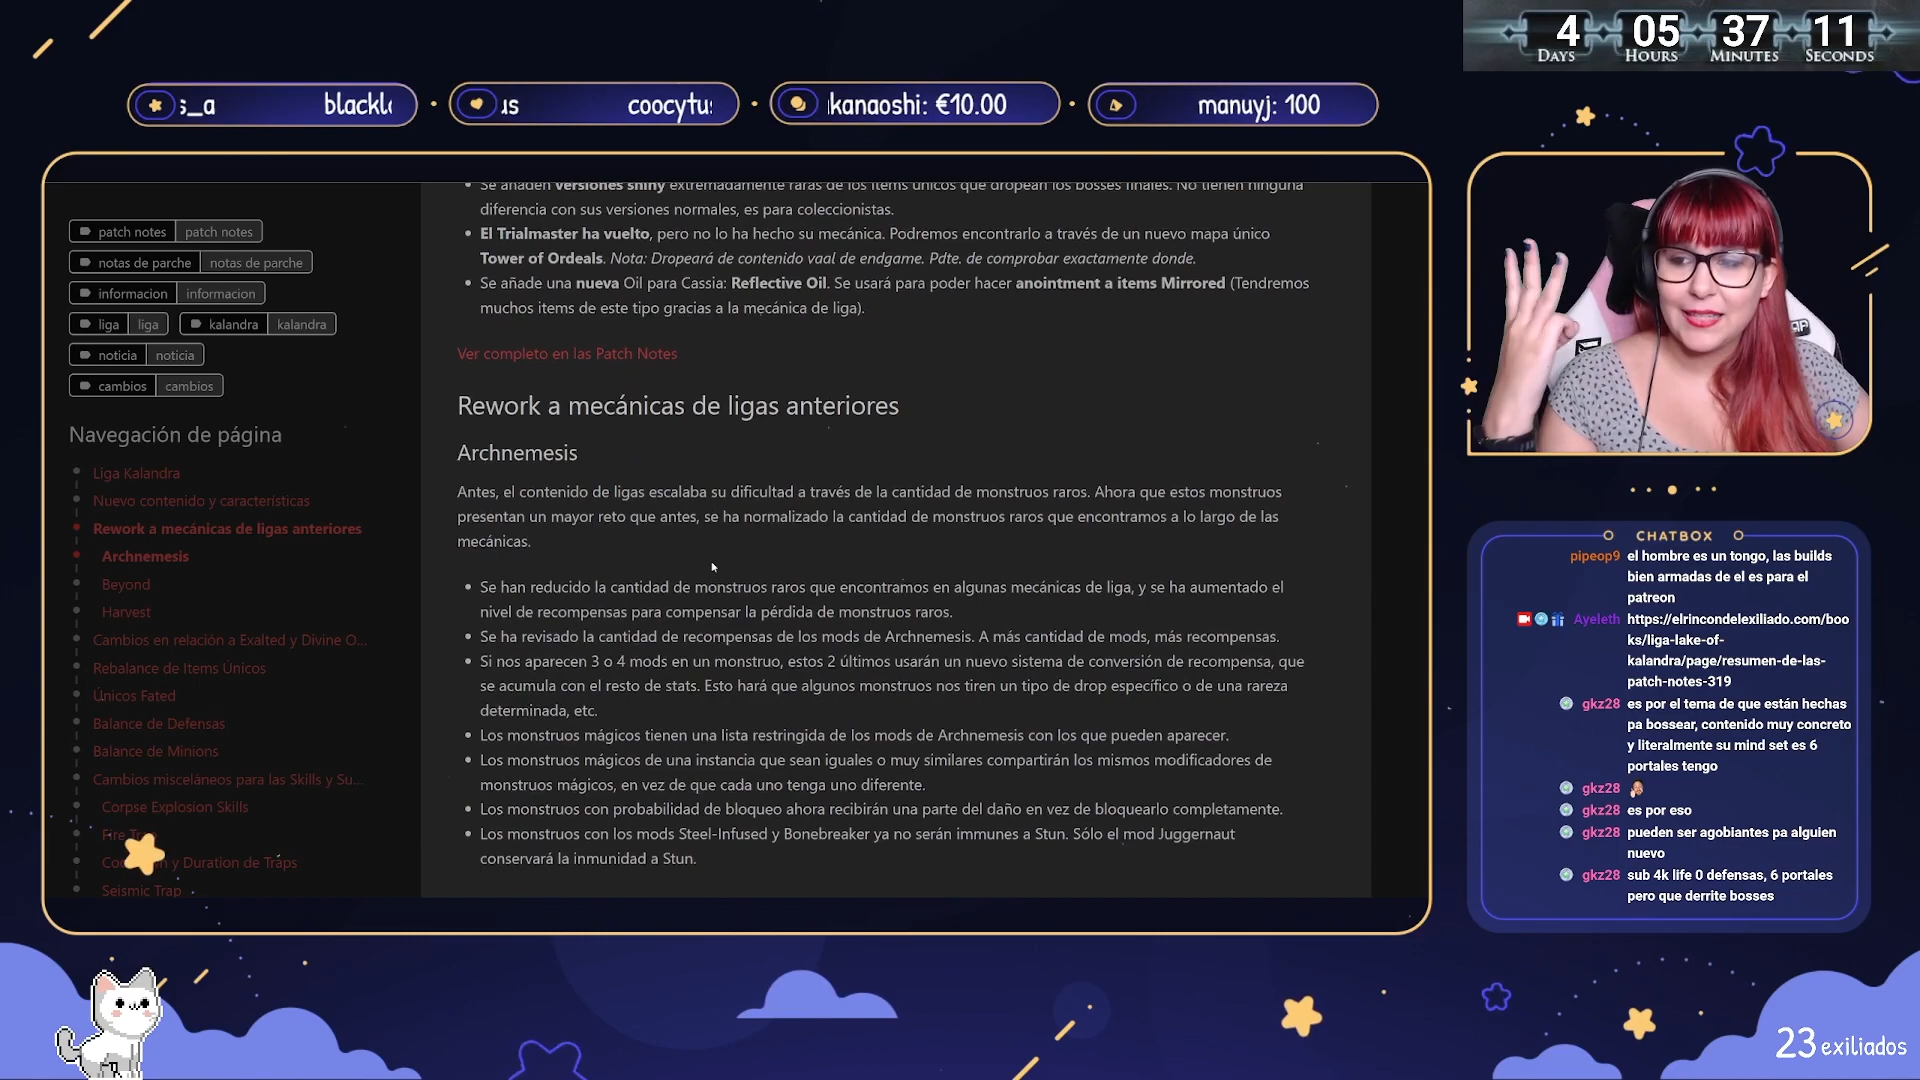 4 05 37 11
DAYS HOURS MINUTES SECONDS
s_a
us
kanaoshi: €10.00
manuyj: 100
Se añaden versiones shiny extremadamente raras de los items únicos que dropean los bosses finales. No tienen ninguna
diferencia con sus versiones normales, es para coleccionistas.
El Trialmaster ha vuelto, pero no lo ha hecho su mecánica. Podremos encontrarlo a través de un nuevo mapa único
Tower of Ordeals. Nota: Dropeará de contenido vaal de endgame. Pdte. de comprobar exactamente donde.
Se añade una nueva Oil para Cassia: Reflective Oil. Se usará para poder hacer anointment a items Mirrored (Tendremos
muchos items de este tipo gracias a la mecánica de liga).
Ver completo en las Patch Notes
Rework a mecánicas de ligas anteriores
Archnemesis
Antes, el contenido de ligas escalaba su dificultad a través de la cantidad de monstruos raros. Ahora que estos monstruos
presentan un mayor reto que antes, se ha normalizado la cantidad de monstruos raros que encontramos a lo largo de las
mecánicas.
Se han reducido la cantidad de monstruos raros que encontramos en algunas mecánicas de liga, y se ha aumentado el
nivel de recompensas para compensar la pérdida de monstruos raros.
Se ha revisado la cantidad de recompensas de los mods de Archnemesis. A más cantidad de mods, más recompensas.
Si nos aparecen 3 o 4 mods en un monstruo, estos 2 últimos usarán un nuevo sistema de conversión de recompensa, que
se acumula con el resto de stats. Esto hará que algunos monstruos nos tiren un tipo de drop específico o de una rareza
determinada, etc.
Los monstruos mágicos tienen una lista restringida de los mods de Archnemesis con los que pueden aparecer.
Los monstruos mágicos de una instancia que sean iguales o muy similares compartirán los mismos modificadores de
monstruos mágicos, en vez de que cada uno tenga uno diferente.
Los monstruos con probabilidad de bloqueo ahora recibirán una parte del daño en vez de bloquearlo completamente.
Los monstruos con los mods Steel-Infused y Bonebreaker ya no serán immunes a Stun. Sólo el mod Juggernaut
conservará la inmunidad a Stun.
patch notes patch notes
notas de parche notas de parche
informacion informacion
liga liga kalandra kalandra
noticia noticia
cambios cambios
Navegación de página
Liga Kalandra
Nuevo contenido y características
Rework a mecánicas de ligas anteriores
Archnemesis
Beyond
Harvest
Cambios en relación a Exalted y Divine O...
Rebalance de Items Únicos
Únicos Fated
Balance de Defensas
Balance de Minions
Cambios misceláneos para las Skills y Su...
Corpse Explosion Skills
Fire Trap
y Duration de Traps
Seismic Trap
CHATBOX
pipeop9 el hombre es un tongo, las builds
bien armadas de el es para el
patreon
Ayeleth https://elrincondelexiliado.com/boo
ks/liga-lake-of-
kalandra/page/resumen-de-las-
patch-notes-319
gkz28 es por el tema de que están hechas
pa bossear, contenido muy concreto
y literalmente su mind set es 6
portales tengo
gkz28
gkz28 es por eso
gkz28 pueden ser agobiantes pa alguien
nuevo
gkz28 sub 4k life 0 defensas, 6 portales
pero que derrite bosses
23 exiliados